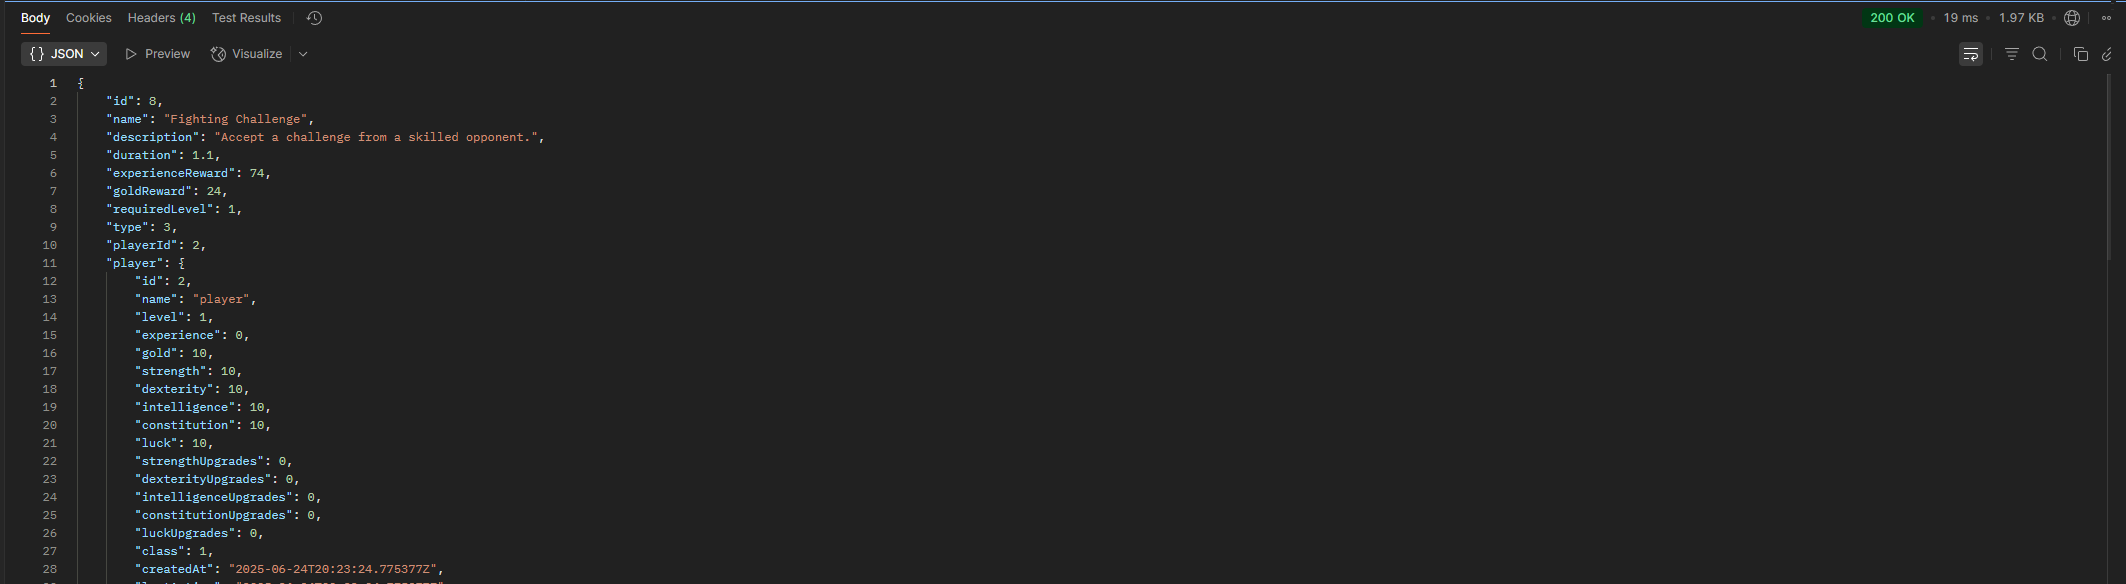 Body Cookies Headers (4) Test Results 200 OK • 19 ms • 1.97 KB •
{} JSON Preview Visualize
1 {
2 "id": 8,
3 "name": "Fighting Challenge",
4 "description": "Accept a challenge from a skilled opponent.",
5 "duration": 1.1,
6 "experienceReward": 74,
7 "goldReward": 24,
8 "requiredLevel": 1,
9 "type": 3,
10 "playerId": 2,
11 "player": {
12 "id": 2,
13 "name": "player",
14 "level": 1,
15 "experience": 0,
16 "gold": 10,
17 "strength": 10,
18 "dexterity": 10,
19 "intelligence": 10,
20 "constitution": 10,
21 "luck": 10,
22 "strengthUpgrades": 0,
23 "dexterityUpgrades": 0,
24 "intelligenceUpgrades": 0,
25 "constitutionUpgrades": 0,
26 "luckUpgrades": 0,
27 "class": 1,
28 "createdAt": "2025-06-24T20:23:24.775377Z",